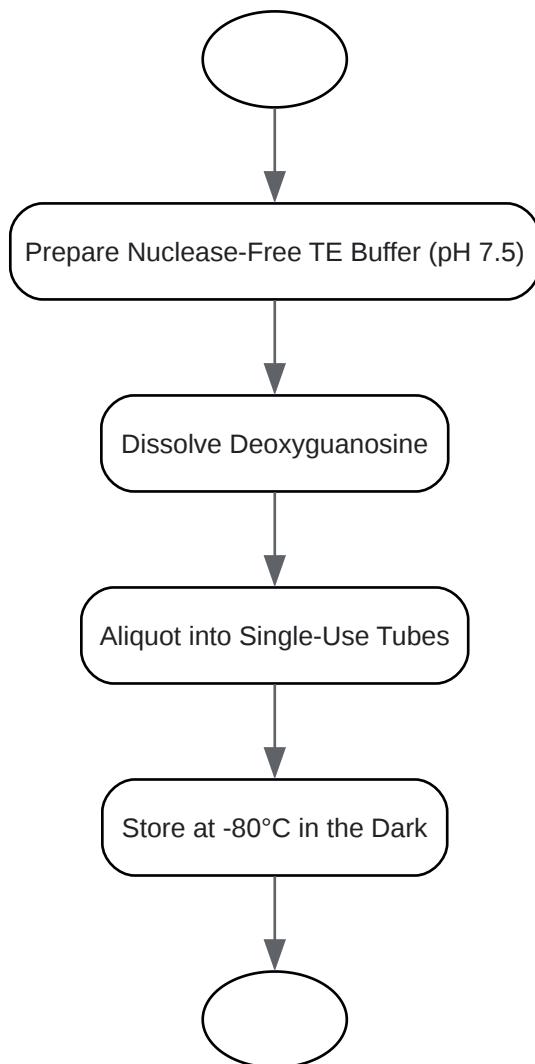 Prepare Nuclease-Free TE Buffer (pH 7.5)
Dissolve Deoxyguanosine
Aliquot into Single-Use Tubes
Store at -80°C in the Dark